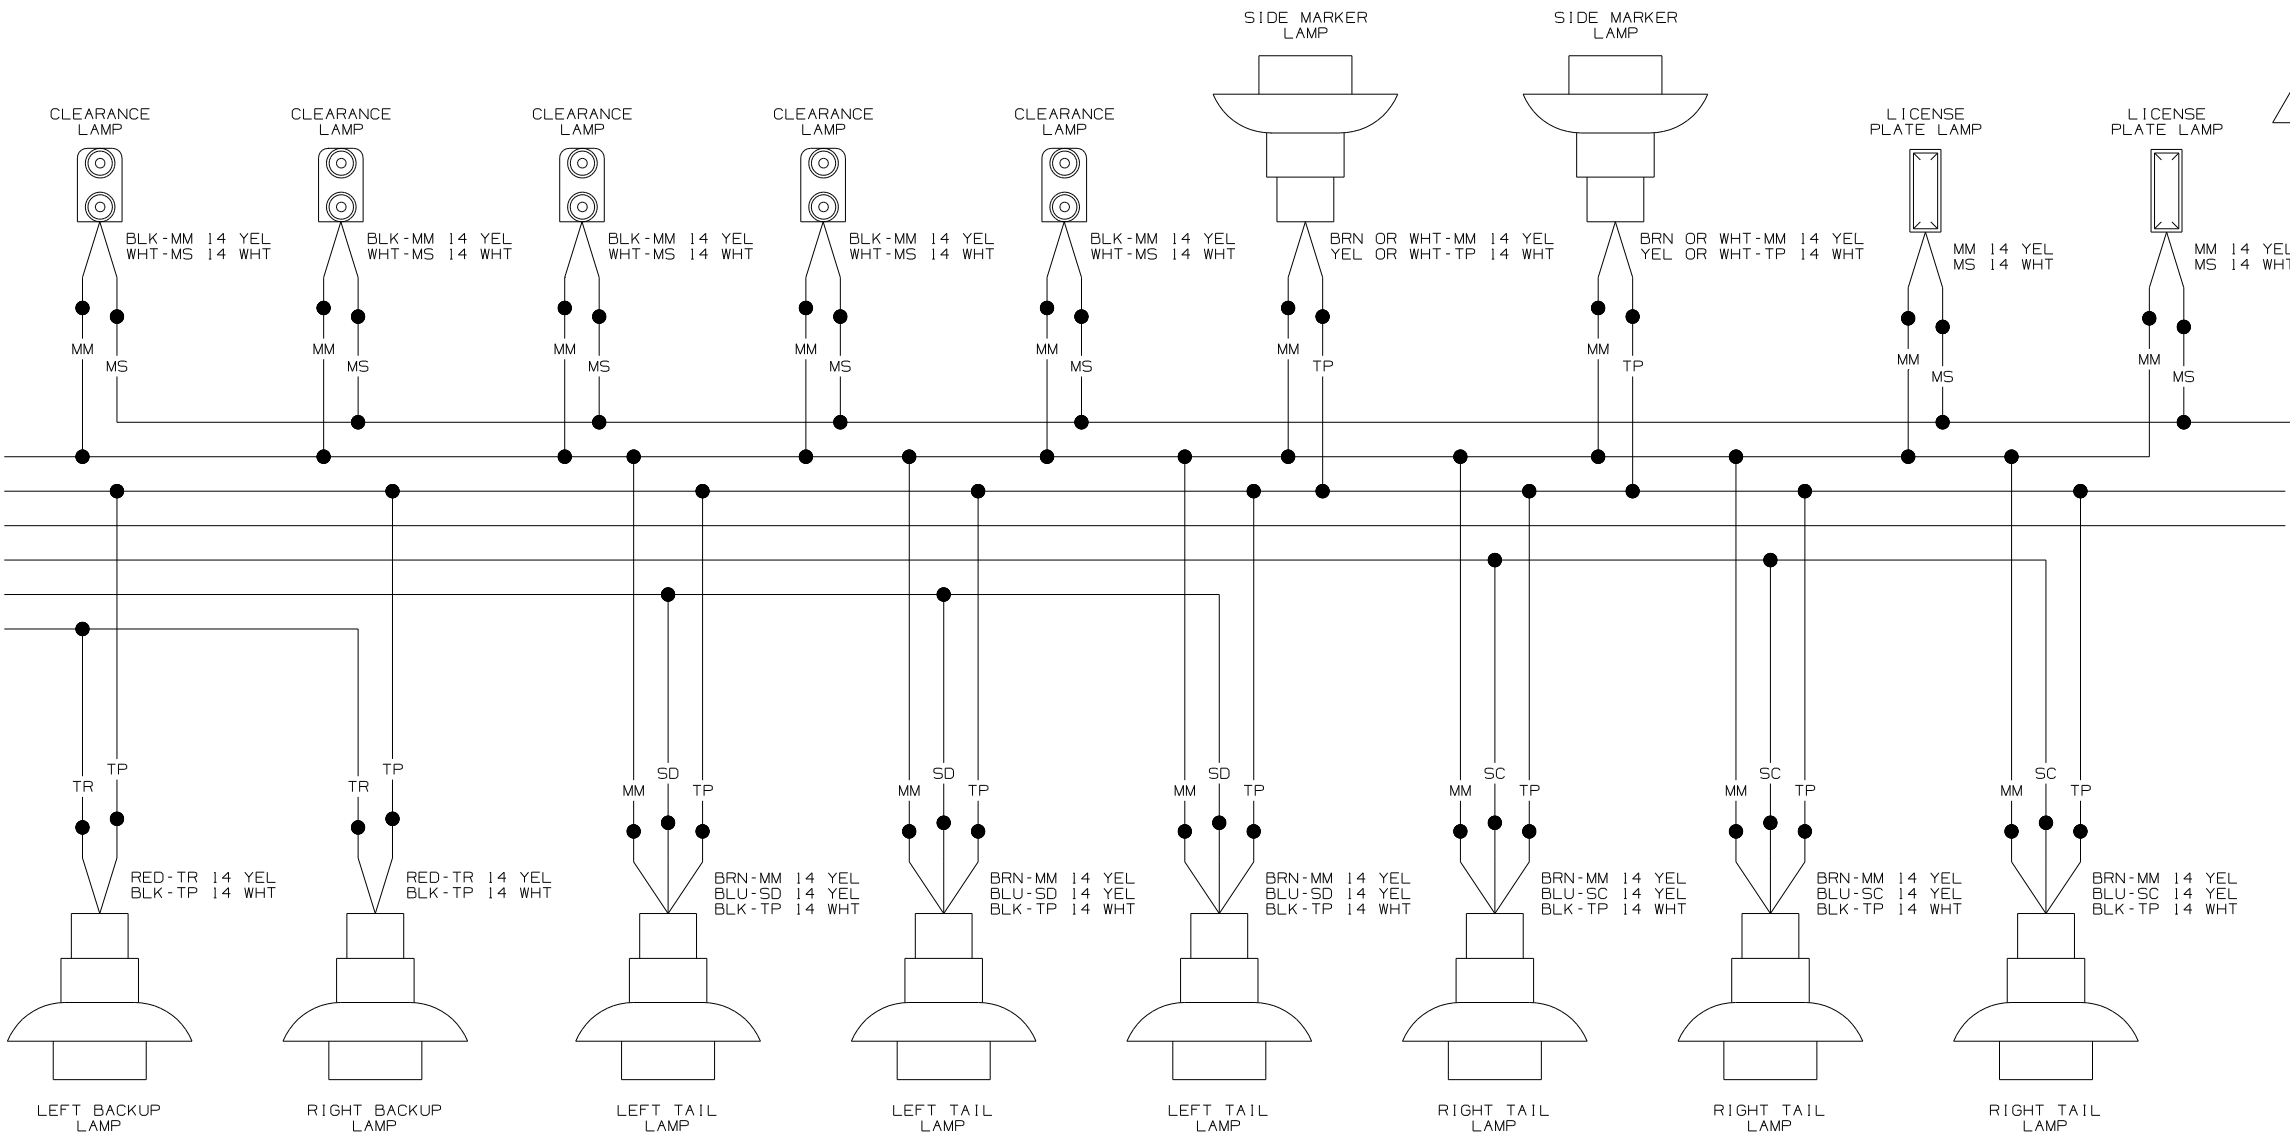 SIDE MARKER
LAMP
SIDE MARKER
LAMP
CLEARANCE
LAMP
CLEARANCE
LAMP
CLEARANCE
LAMP
CLEARANCE
LAMP
CLEARANCE
LAMP
LICENSE
PLATE LAMP
LICENSE
PLATE LAMP
BLK-MM 14 YEL
WHT-MS 14 WHT
BLK-MM 14 YEL
WHT-MS 14 WHT
BLK-MM 14 YEL
WHT-MS 14 WHT
BLK-MM 14 YEL
WHT-MS 14 WHT
BLK-MM 14 YEL
WHT-MS 14 WHT
BRN OR WHT-MM 14 YEL
YEL OR WHT-TP 14 WHT
BRN OR WHT-MM 14 YEL
YEL OR WHT-TP 14 WHT
MM 14 YEL
MS 14 WHT
MM 14 YEL
MS 14 WHT
MM
MS
MM
MS
MM
MS
MM
MS
MM
MS
MM
TP
MM
TP
MM
MS
MM
MS
TR
TP
TR
TP
MM
SD
TP
MM
SD
TP
MM
SD
TP
MM
SC
TP
MM
SC
TP
MM
SC
TP
RED-TR 14 YEL
BLK-TP 14 WHT
RED-TR 14 YEL
BLK-TP 14 WHT
BRN-MM 14 YEL
BLU-SD 14 YEL
BLK-TP 14 WHT
BRN-MM 14 YEL
BLU-SD 14 YEL
BLK-TP 14 WHT
BRN-MM 14 YEL
BLU-SD 14 YEL
BLK-TP 14 WHT
BRN-MM 14 YEL
BLU-SC 14 YEL
BLK-TP 14 WHT
BRN-MM 14 YEL
BLU-SC 14 YEL
BLK-TP 14 WHT
BRN-MM 14 YEL
BLU-SC 14 YEL
BLK-TP 14 WHT
LEFT BACKUP
LAMP
RIGHT BACKUP
LAMP
LEFT TAIL
LAMP
LEFT TAIL
LAMP
LEFT TAIL
LAMP
RIGHT TAIL
LAMP
RIGHT TAIL
LAMP
RIGHT TAIL
LAMP